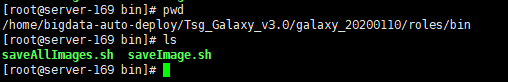 [root@server-169 bin]# pwd
/home/bigdata-auto-deploy/Tsg_Galaxy_v3.0/galaxy_20200110/roles/bin
[root@server-169 bin]# ls
saveAllImages.sh  saveImage.sh
[root@server-169 bin]#